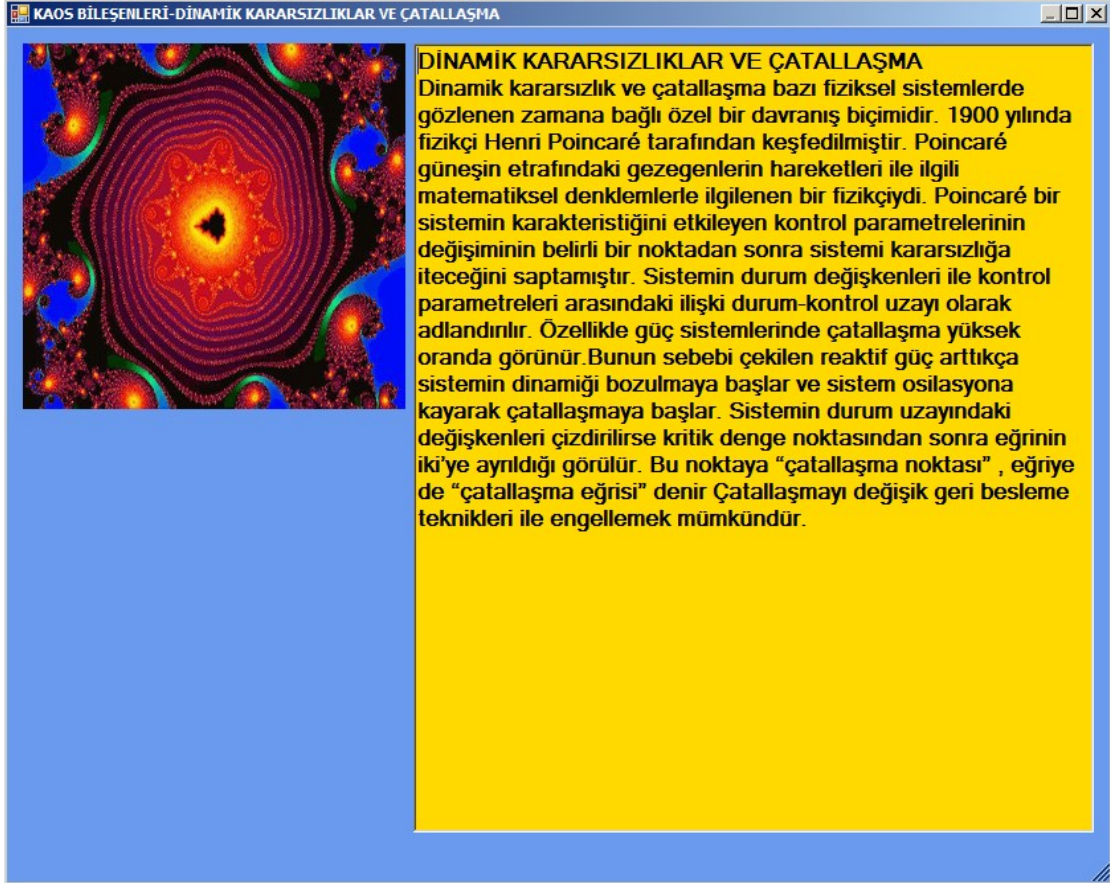 KAOS BİLEŞENLERİ-DİNAMİK KARARSIZLIKLAR VE ÇATALLAŞMA
DİNAMİK KARARSIZLIKLAR VE ÇATALLAŞMA
Dinamik kararsızlık ve çatallaşma bazı fiziksel sistemlerde
gözlenen zamana bağlı özel bir davranış biçimidir. 1900 yılında
fizikçi Henri Poincaré tarafından keşfedilmiştir. Poincaré
güneşin etrafındaki gezegenlerin hareketleri ile ilgili
matematiksel denklemlerle ilgilenen bir fizikçiydi. Poincaré bir
sistemin karakteristiğini etkileyen kontrol parametrelerinin
değişiminin belirli bir noktadan sonra sistemi kararsızlığa
iteceğini saptamıştır. Sistemin durum değişkenleri ile kontrol
parametreleri arasındaki ilişki durum-kontrol uzayı olarak
adlandırılır. Özellikle güç sistemlerinde çatallaşma yüksek
oranda görünür.Bunun sebebi çekilen reaktif güç arttıkça
sistemin dinamiği bozulmaya başlar ve sistem osilasyona
kayarak çatallaşmaya başlar. Sistemin durum uzayındaki
değişkenleri çizdirilirse kritik denge noktasından sonra eğrinin
iki'ye ayrıldığı görülür. Bu noktaya “çatallaşma noktası” , eğriye
de “çatallaşma eğrisi” denir Çatallaşmayı değişik geri besleme
teknikleri ile engellemek mümkündür.